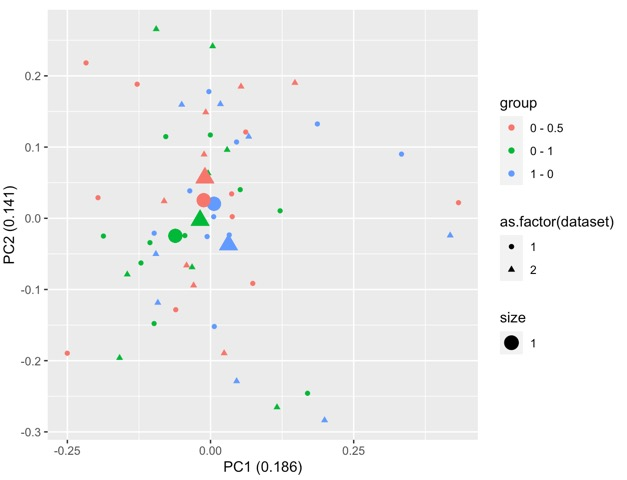 0.2
0.1
0.0
-0.1
-0.2
-0.3
PC2 (0.141)
-0.25
0.00
0.25
PC1 (0.186)
group
0 - 0.5
0 - 1
1 - 0
as.factor(dataset)
1
2
size
1